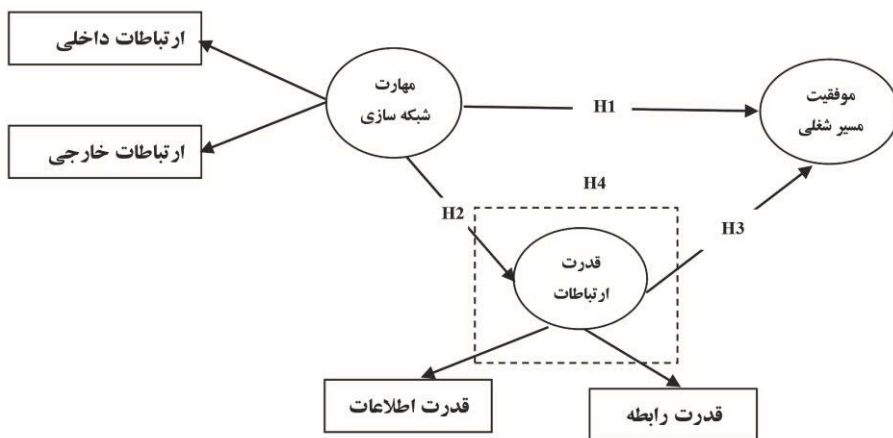 ارتباطات داخلی
مهارت
شبکه سازی
موفقیت
مسیر شغلی
H1
ارتباطات خارجی
H4
H2
H3
قدرت
ارتباطات
قدرت اطلاعات
قدرت رابطه